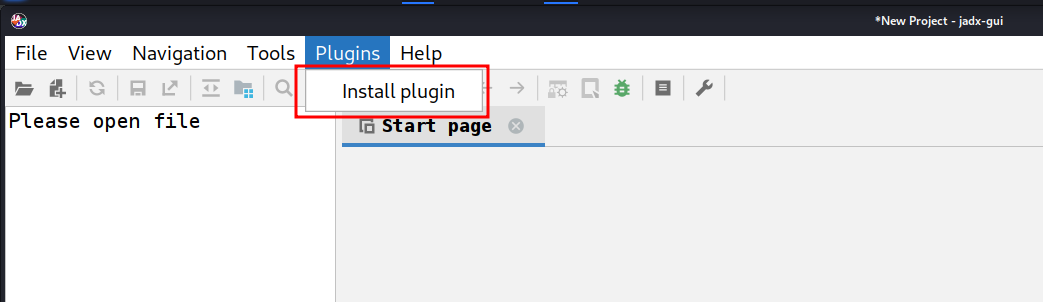 *New Project - jadx-gui
File View Navigation Tools Plugins Help
Install plugin
Please open file
Start page